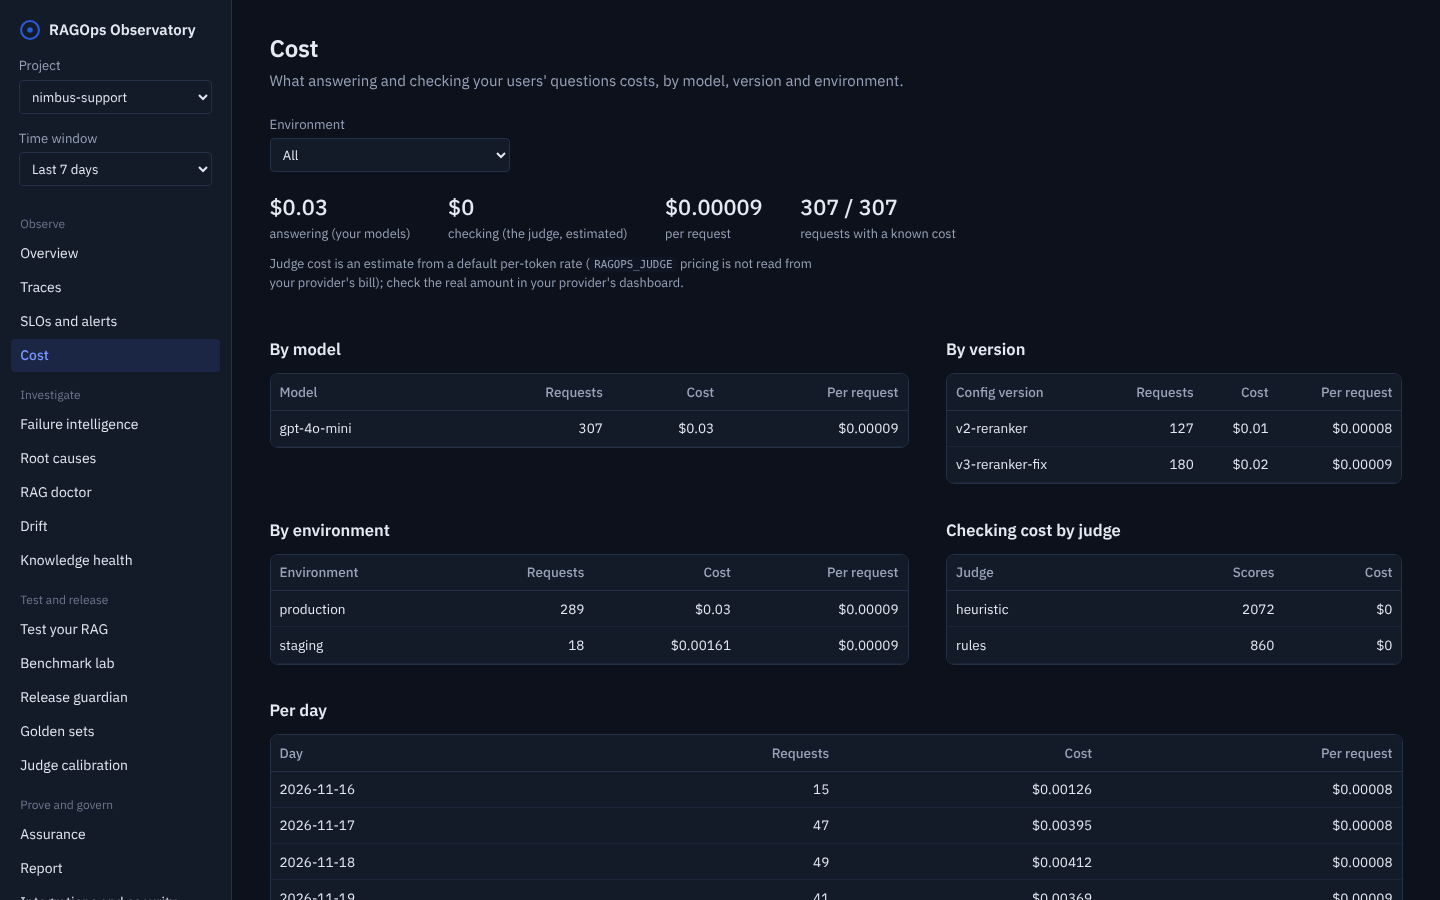 RAGOps Observatory
Project
nimbus-support
Time window
Last 7 days
Observe
Overview
Traces
SLOs and alerts
Cost
Investigate
Failure intelligence
Root causes
RAG doctor
Drift
Knowledge health
Test and release
Test your RAG
Benchmark lab
Release guardian
Golden sets
Judge calibration
Prove and govern
Assurance
Report
Cost
What answering and checking your users' questions costs, by model, version and environment.
Environment
All
$0.03 $0 $0.00009 307 / 307
answering (your models) checking (the judge, estimated) per request requests with a known cost
Judge cost is an estimate from a default per-token rate ( RAGOPS_JUDGE pricing is not read from
your provider's bill); check the real amount in your provider's dashboard.
By model
Model Requests Cost Per request
gpt-4o-mini 307 $0.03 $0.00009
By version
Config version Requests Cost Per request
v2-reranker 127 $0.01 $0.00008
v3-reranker-fix 180 $0.02 $0.00009
By environment
Environment Requests Cost Per request
production 289 $0.03 $0.00009
staging 18 $0.00161 $0.00009
Checking cost by judge
Judge Scores Cost
heuristic 2072 $0
rules 860 $0
Per day
Day Requests Cost Per request
2026-11-16 15 $0.00126 $0.00008
2026-11-17 47 $0.00395 $0.00008
2026-11-18 49 $0.00412 $0.00008
2026-11-19 41 $0.00369 $0.00009